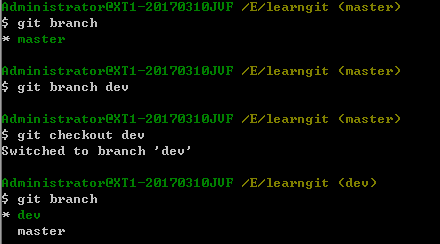 Administrator@XT1-20170310JVF /E/learngit (master)
$ git branch
* master
Administrator@XT1-20170310JVF /E/learngit (master)
$ git branch dev
Administrator@XT1-20170310JVF /E/learngit (master)
$ git checkout dev
Switched to branch 'dev'
Administrator@XT1-20170310JVF /E/learngit (dev)
$ git branch
* dev
  master